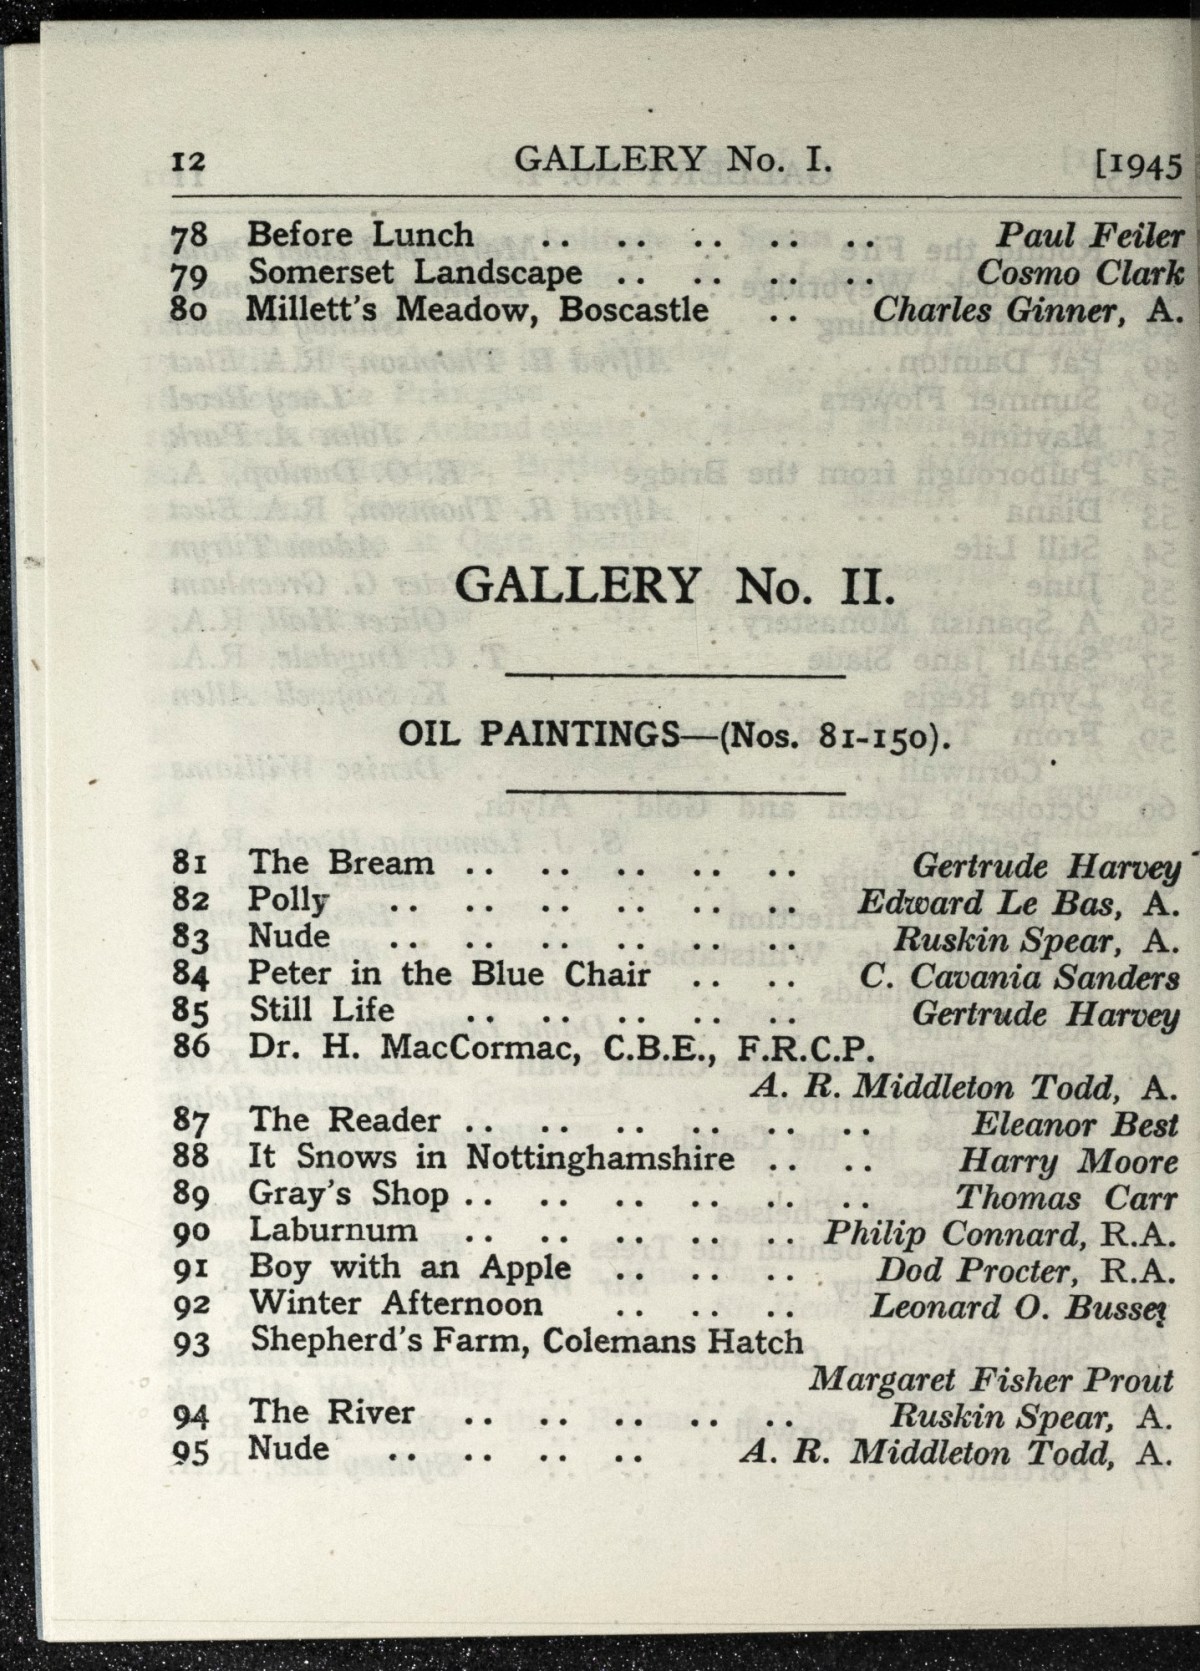 12 GALLERY No. I. [1945
78 Before Lunch .. .. .. .. .. Paul Feiler
79 Somerset Landscape .. .. .. .. Cosmo Clark
80 Millett's Meadow, Boscastle .. Charles Ginner, A.
GALLERY No. II.
OIL PAINTINGS—(Nos. 81-150).
81 The Bream .. .. .. .. .. Gertrude Harvey
82 Polly .. .. .. .. .. .. Edward Le Bas, A.
83 Nude .. .. .. .. .. .. Ruskin Spear, A.
84 Peter in the Blue Chair .. .. C. Cavania Sanders
85 Still Life .. .. .. .. .. Gertrude Harvey
86 Dr. H. MacCormac, C.B.E., F.R.C.P.
A. R. Middleton Todd, A.
87 The Reader .. .. .. .. .. .. Eleanor Best
88 It Snows in Nottinghamshire .. .. Harry Moore
89 Gray's Shop .. .. .. .. .. .. Thomas Carr
90 Laburnum .. .. .. .. .. Philip Connard, R.A.
91 Boy with an Apple .. .. .. Dod Procter, R.A.
92 Winter Afternoon .. .. .. Leonard O. Busset
93 Shepherd's Farm, Colemans Hatch
Margaret Fisher Prout
94 The River .. .. .. .. .. Ruskin Spear, A.
95 Nude .. .. .. .. A. R. Middleton Todd, A.